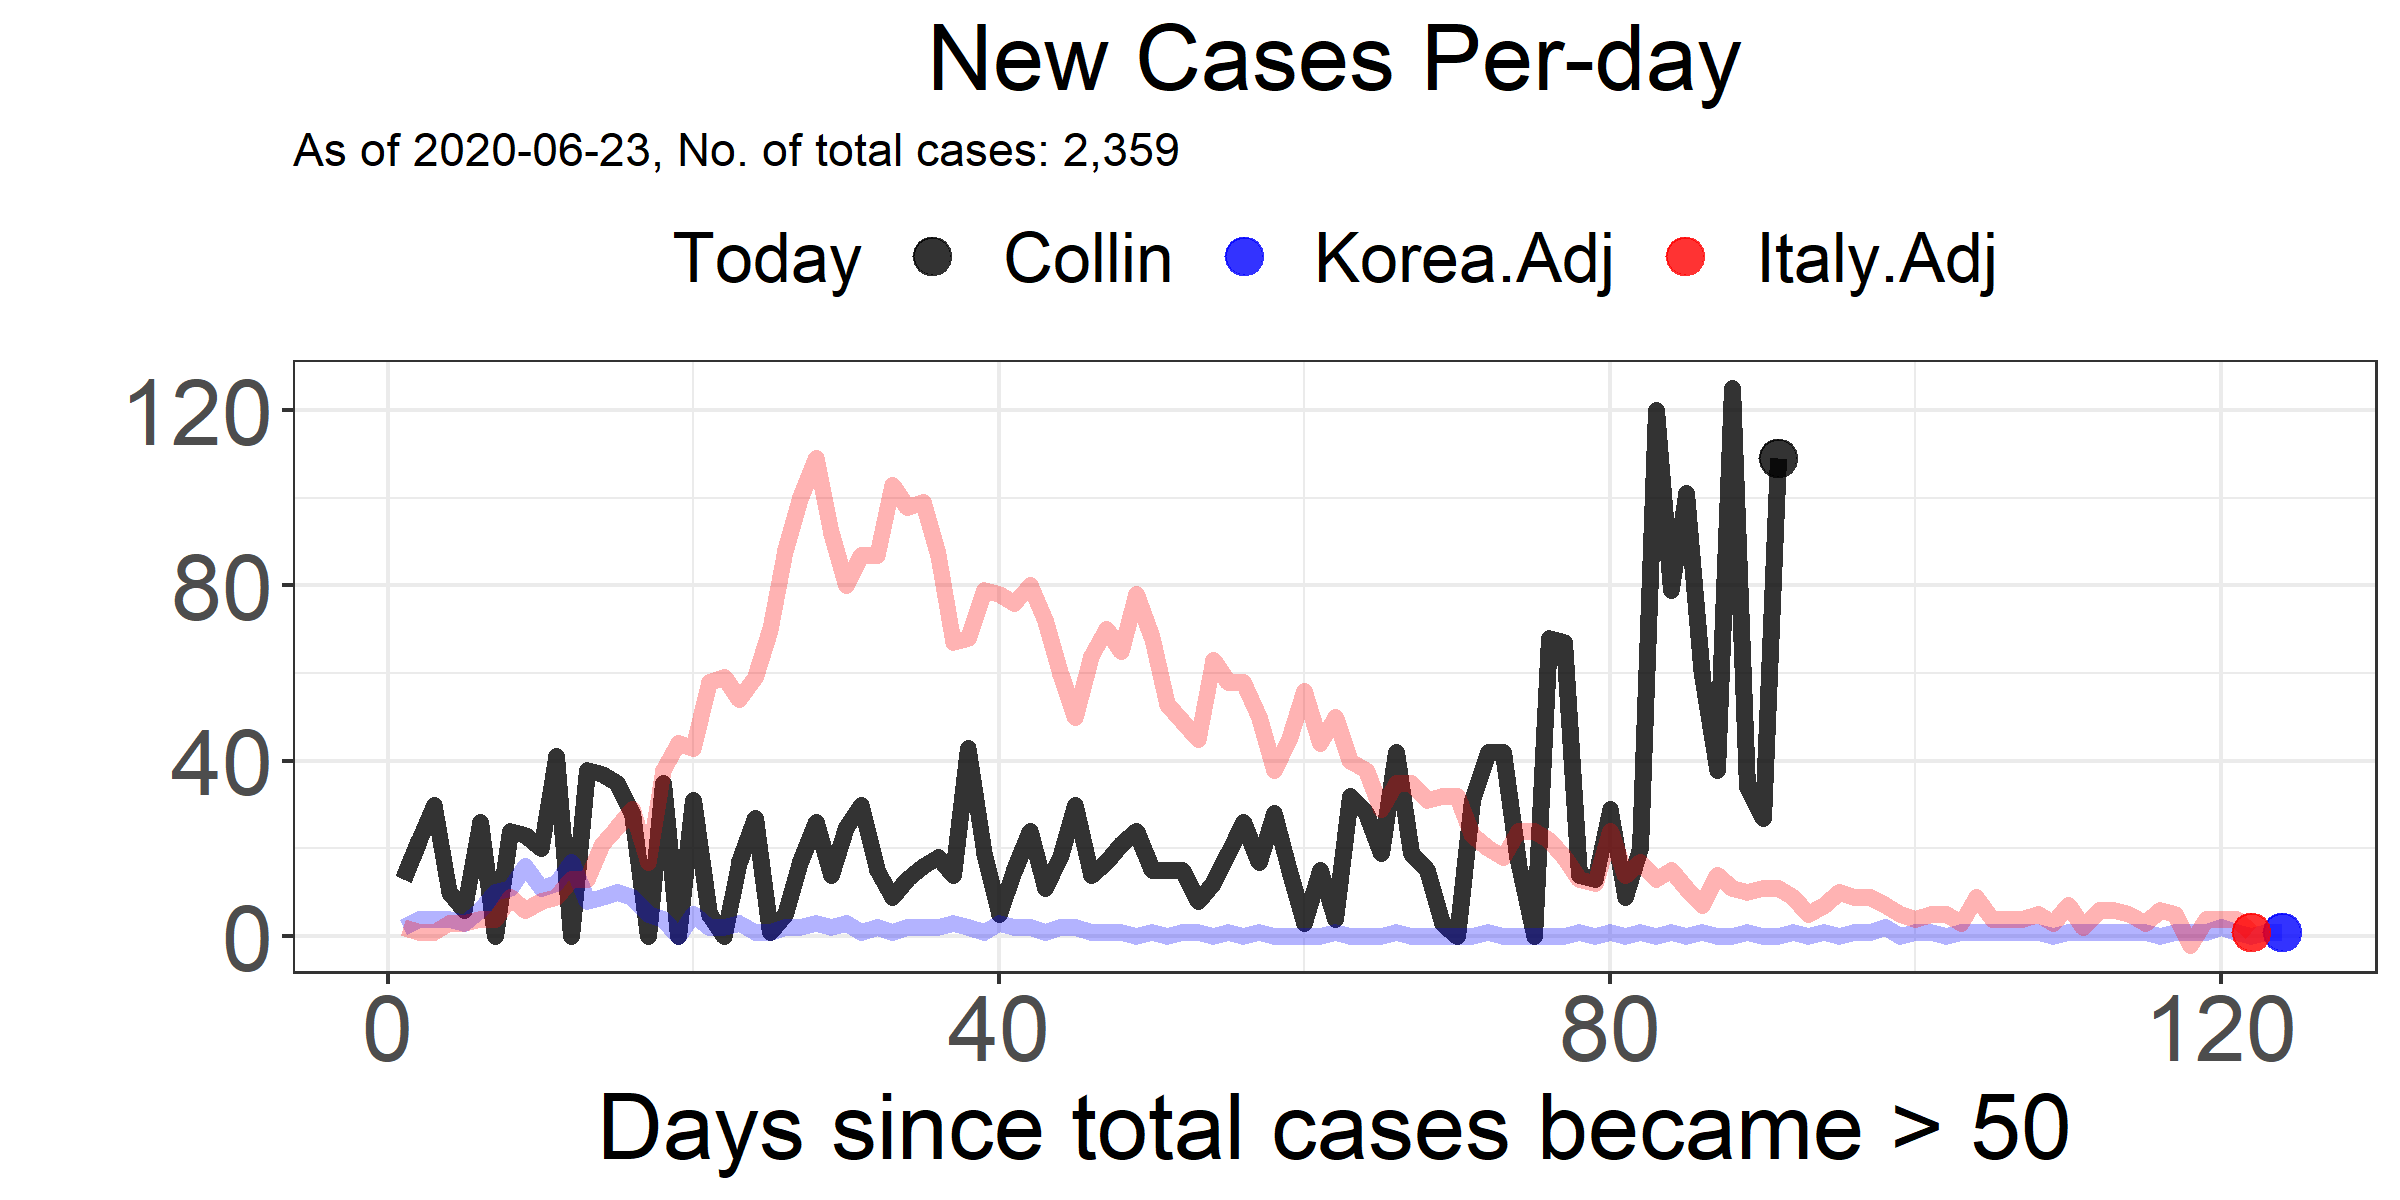 New Cases Per-day
As of 2020-06-23, No. of total cases: 2,359
Today Collin Korea.Adj Italy.Adj
120
80
40
0
0 40 80 120
Days since total cases became > 50